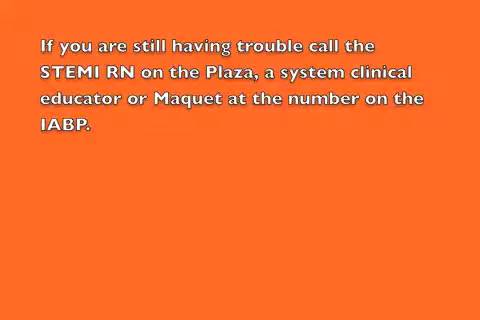 If you are still having trouble call the
STEMI RN on the Plaza, a system clinical
educator or Maquet at the number on the
IABP.